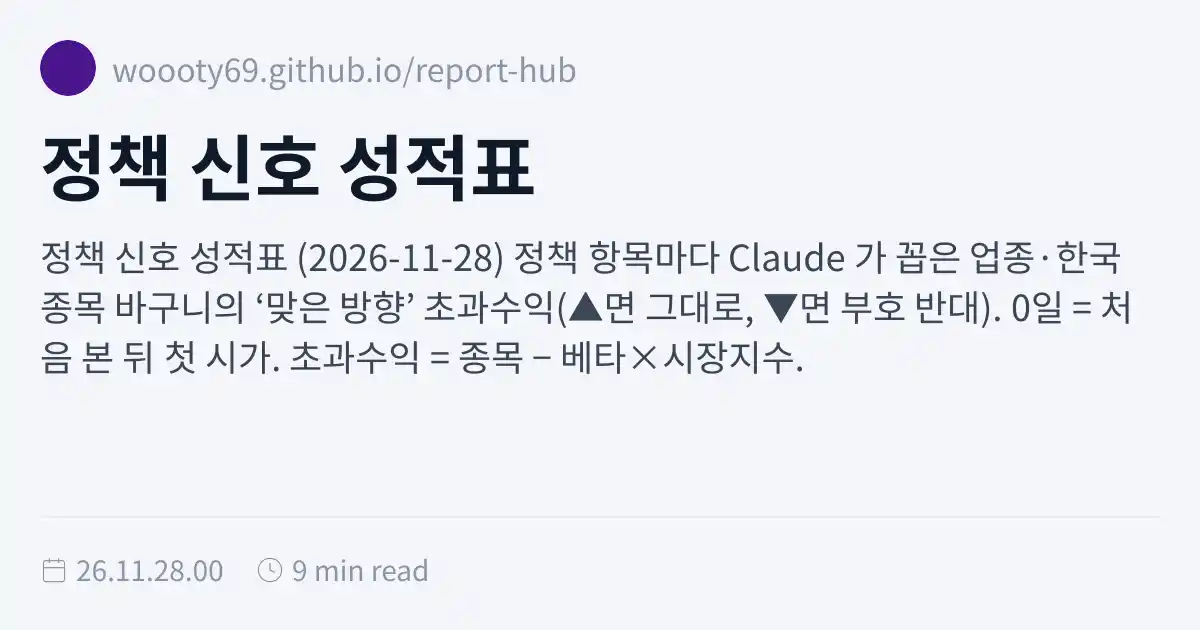 woooty69.github.io/report-hub
정책 신호 성적표
정책 신호 성적표 (2026-11-28) 정책 항목마다 Claude 가 꼽은 업종·한국
종목 바구니의 ‘맞은 방향’ 초과수익(▲면 그대로, ▼면 부호 반대). 0일 = 처
음 본 뒤 첫 시가. 초과수익 = 종목 − 베타×시장지수.
26.11.28.00
9 min read